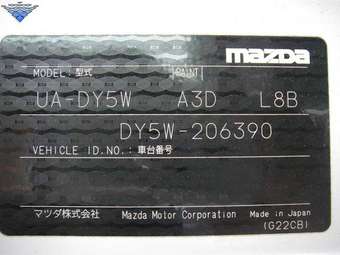 mazda
MODEL: 型式 PAINT
UA-DY5W A3D L8B
DY5W-206390
VEHICLE ID.NO.: 車台番号
マツダ株式会社 Mazda Motor Corporation Made in Japan
(G22CB)